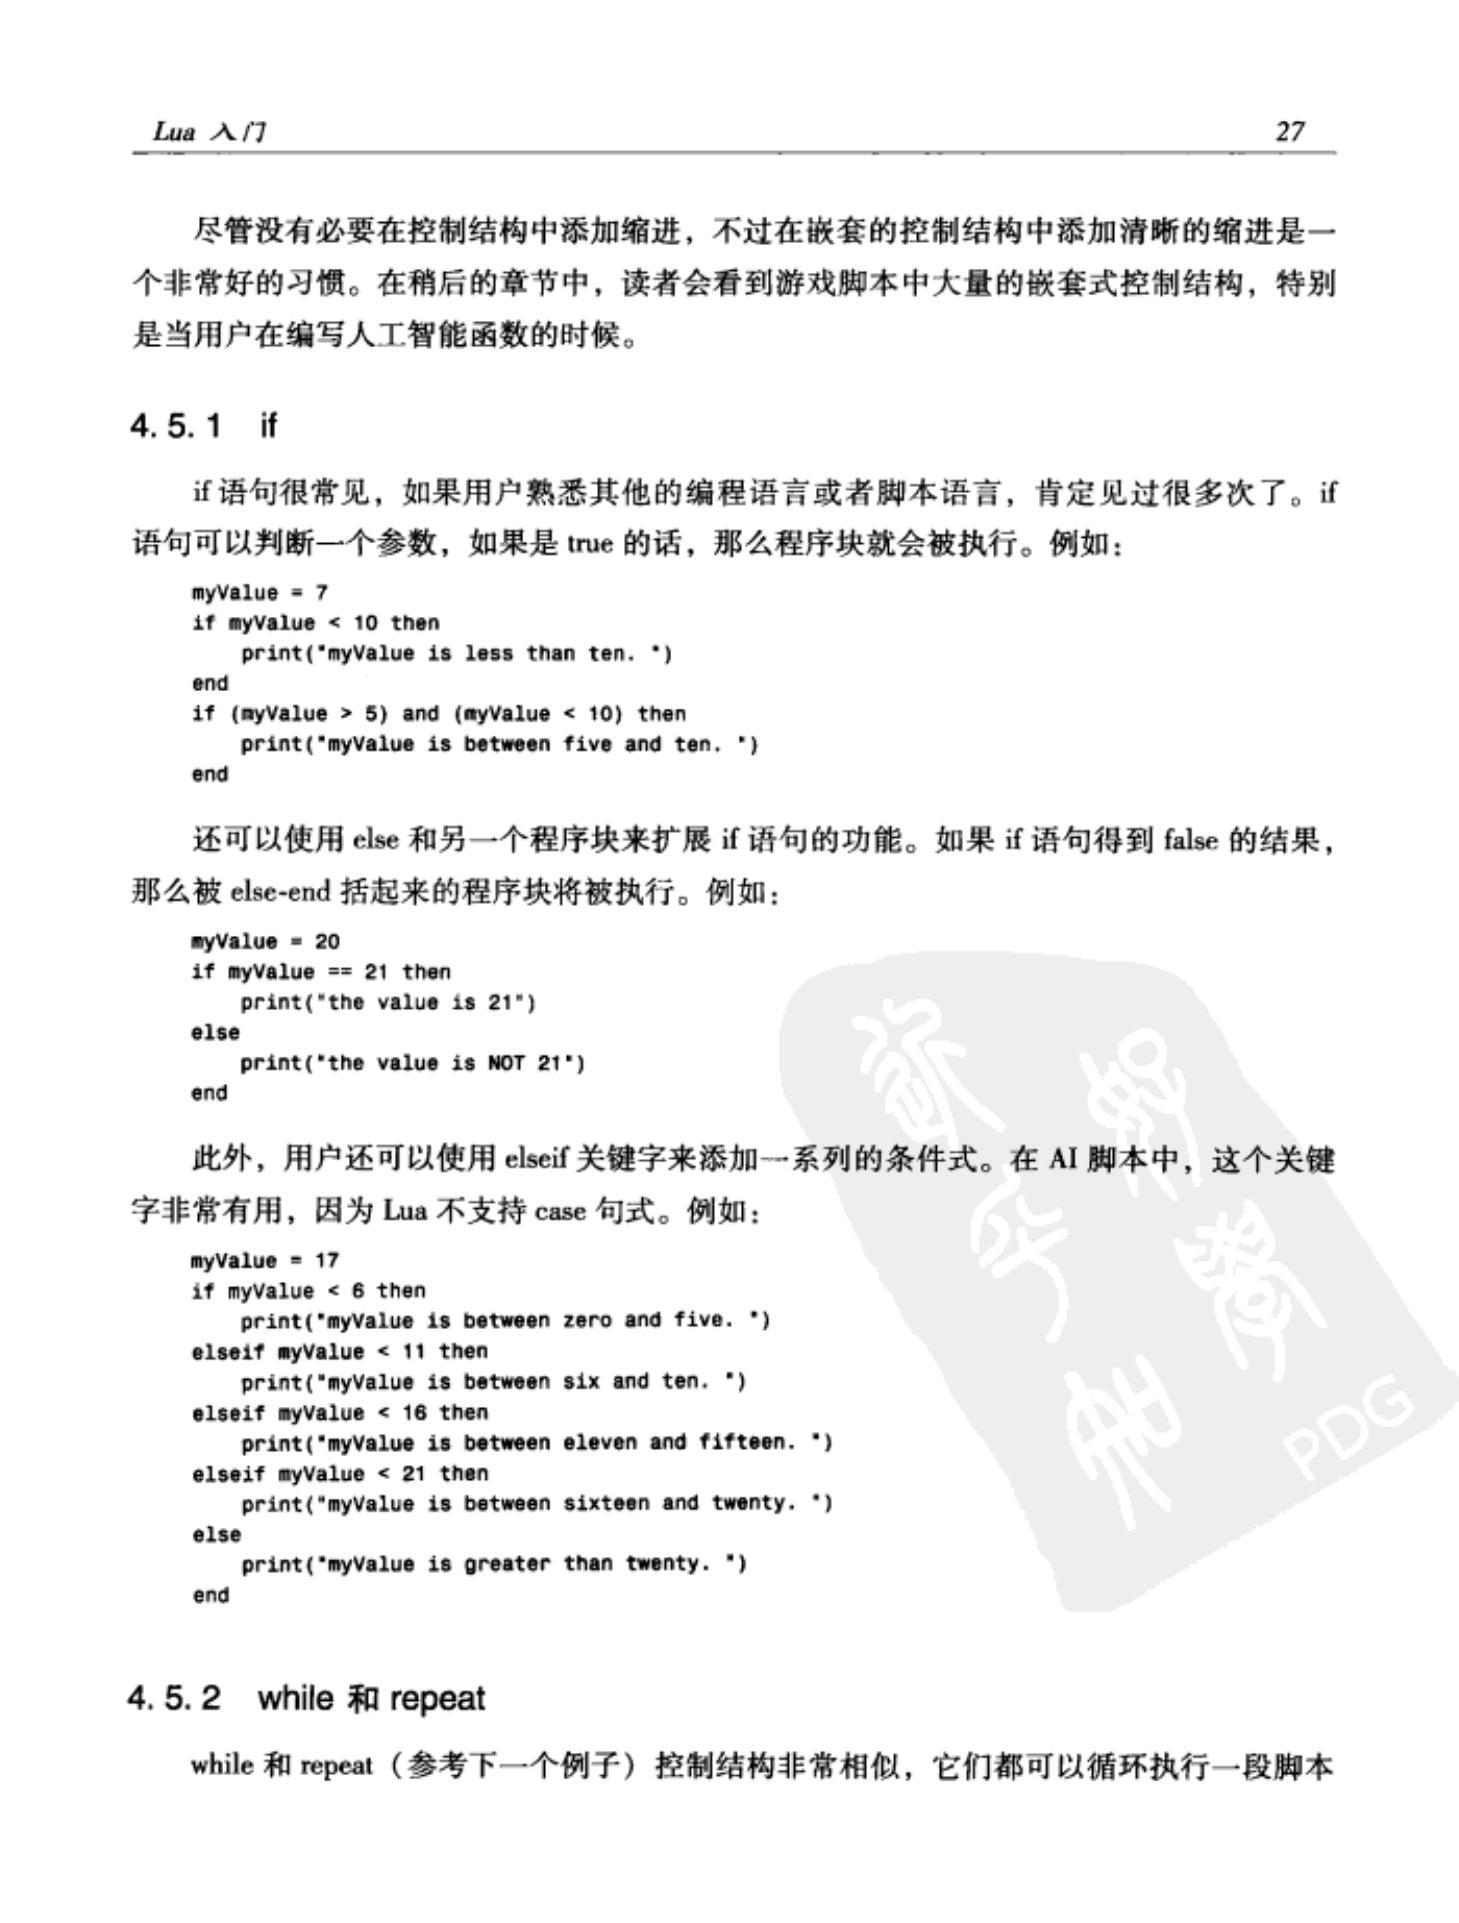 Lua 入门
27
尽管没有必要在控制结构中添加缩进，不过在嵌套的控制结构中添加清晰的缩进是一
个非常好的习惯。在稍后的章节中，读者会看到游戏脚本中大量的嵌套式控制结构，特别
是当用户在编写人工智能函数的时候。
4.5.1 if
if 语句很常见，如果用户熟悉其他的编程语言或者脚本语言，肯定见过很多次了。if
语句可以判断一个参数，如果是 true 的话，那么程序块就会被执行。例如：
myValue = 7
if myValue < 10 then
print("myValue is less than ten. ")
end
if (myValue > 5) and (myValue < 10) then
print("myValue is between five and ten. ")
end
还可以使用 else 和另一个程序块来扩展 if 语句的功能。如果 if 语句得到 false 的结果，
那么被 else-end 括起来的程序块将被执行。例如：
myValue = 20
if myValue == 21 then
print("the value is 21")
else
print("the value is NOT 21")
end
此外，用户还可以使用 elseif 关键字来添加一系列的条件式。在 AI 脚本中，这个关键
字非常有用，因为 Lua 不支持 case 句式。例如：
myValue = 17
if myValue < 6 then
print("myValue is between zero and five. ")
elseif myValue < 11 then
print("myValue is between six and ten. ")
elseif myValue < 16 then
print("myValue is between eleven and fifteen. ")
elseif myValue < 21 then
print("myValue is between sixteen and twenty. ")
else
print("myValue is greater than twenty. ")
end
PDG
4.5.2 while 和 repeat
while 和 repeat（参考下一个例子）控制结构非常相似，它们都可以循环执行一段脚本